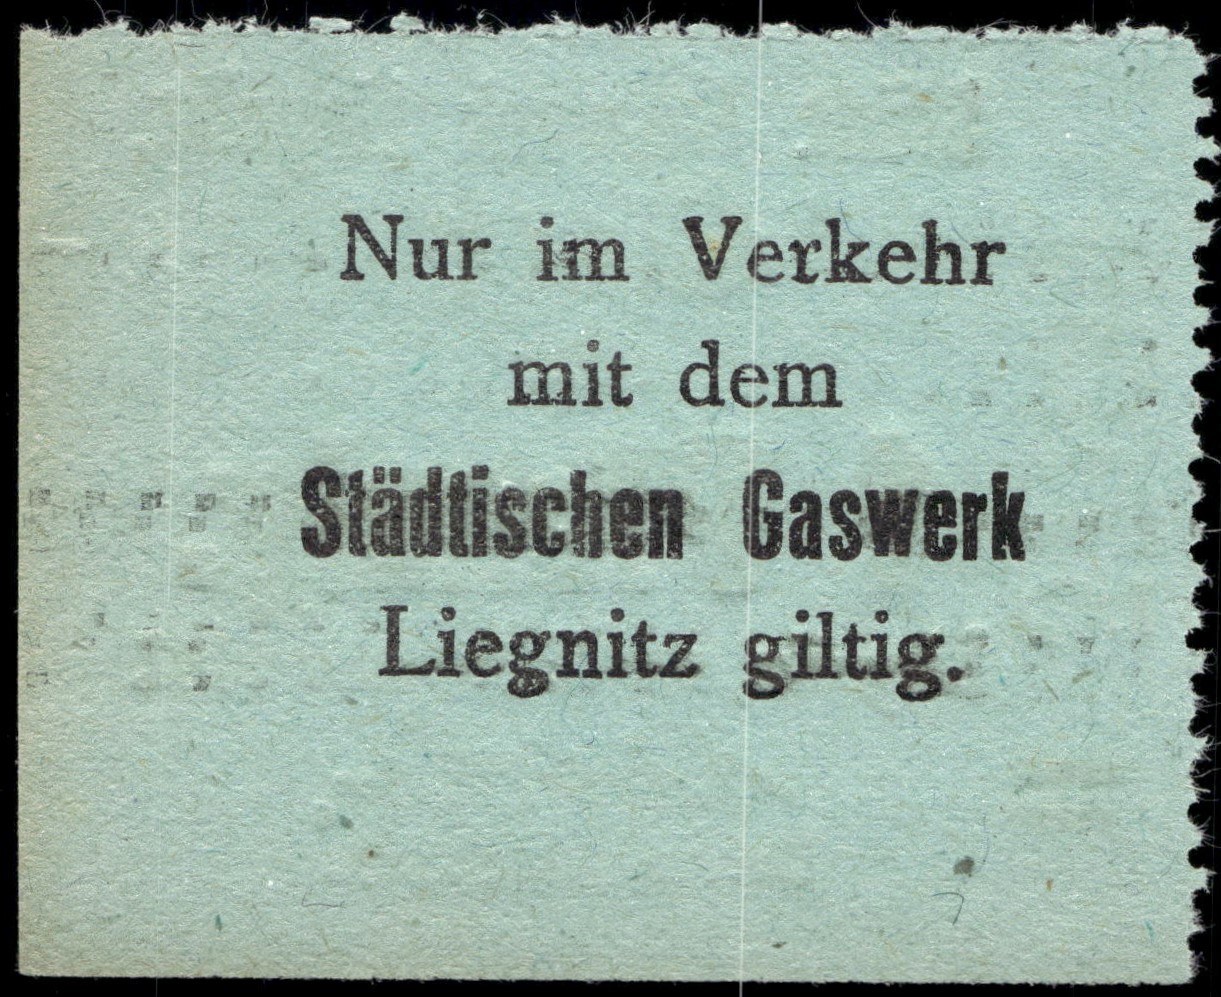 Nur im Verkehr
mit dem
Städtischen Gaswerk
Liegnitz giltig.